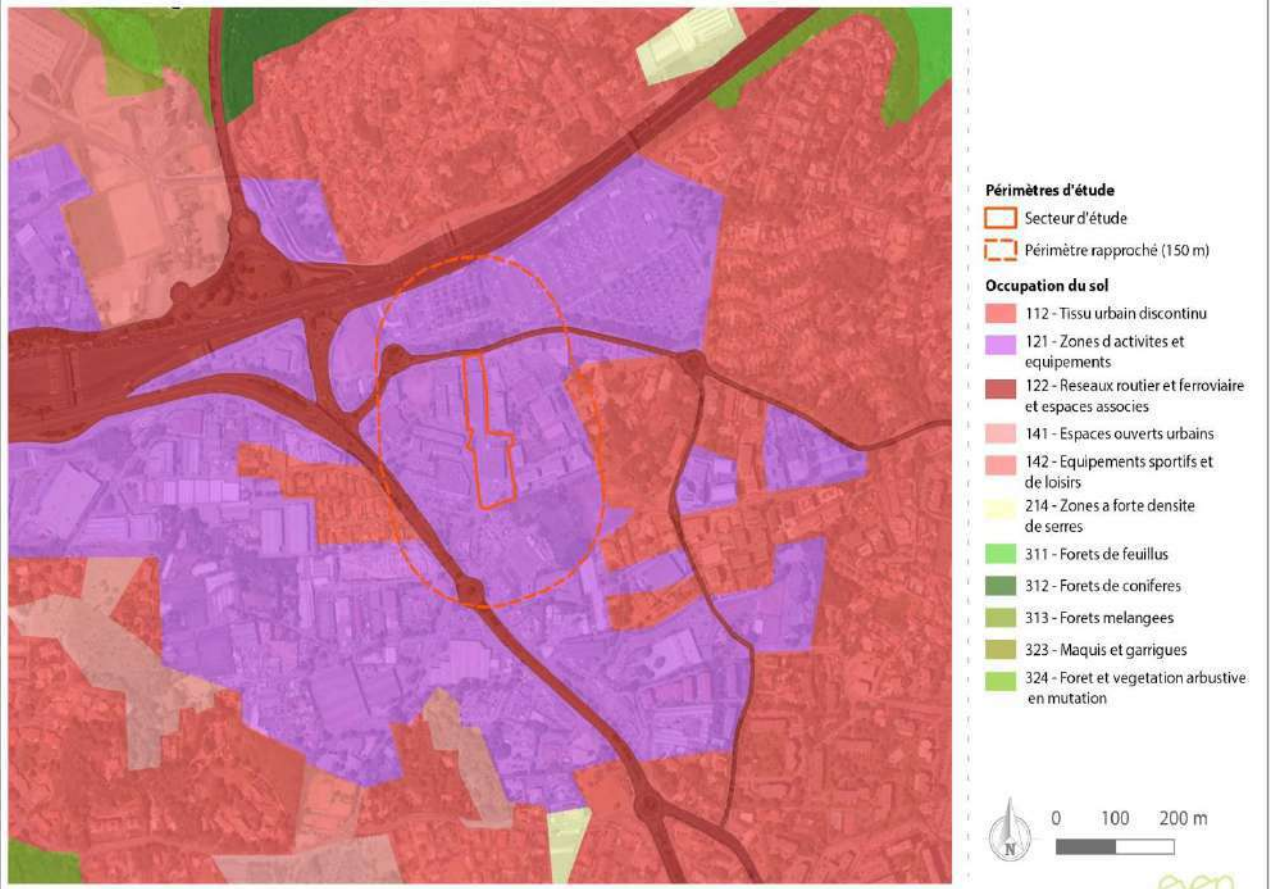 Périmètres d'étude
Secteur d'étude
Périmètre rapproché (150 m)
Occupation du sol
112 - Tissu urbain discontinu
121 - Zones d activites et
equipements
122 - Reseaux routier et ferroviaire
et espaces associes
141 - Espaces ouverts urbains
142 - Equipements sportifs et
de loisirs
214 - Zones a forte densite
de serres
311 - Forets de feuillus
312 - Forets de coniferes
313 - Forets melangees
323 - Maquis et garrigues
324 - Foret et vegetation arbustive
en mutation
0 100 200 m
N